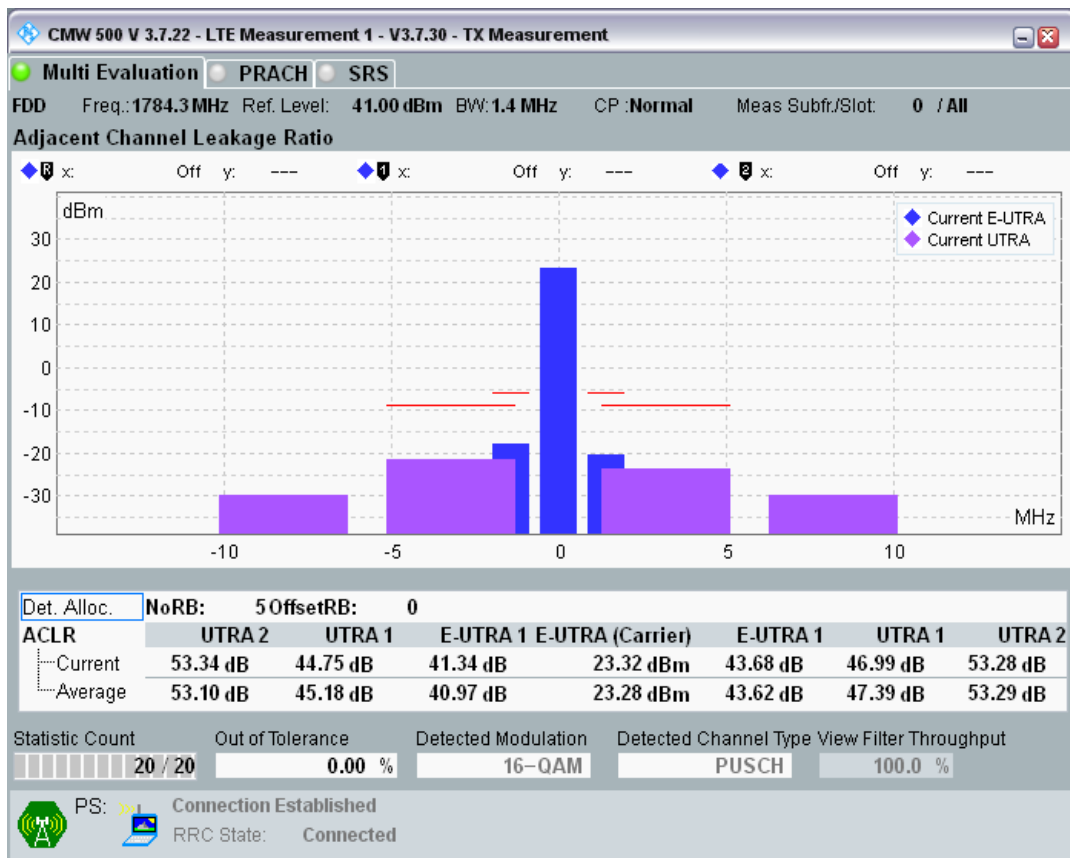 CMW 500 V 3.7.22 - LTE Measurement 1 - V3.7.30 - TX Measurement
Multi Evaluation PRACH SRS
FDD Freq.: 1784.3 MHz Ref. Level: 41.00 dBm BW: 1.4 MHz CP :Normal Meas Subfr./Slot: 0 / All
Adjacent Channel Leakage Ratio
R x: Off y: --- 1 x: Off y: --- 2 x: Off y: ---
dBm
Current E-UTRA
Current UTRA
30
20
10
0
-10
-20
-30
MHz
-10 -5 0 5 10
Det. Alloc. NoRB: 5 OffsetRB: 0
ACLR UTRA 2 UTRA 1 E-UTRA 1 E-UTRA (Carrier) E-UTRA 1 UTRA 1 UTRA 2
Current 53.34 dB 44.75 dB 41.34 dB 23.32 dBm 43.68 dB 46.99 dB 53.28 dB
Average 53.10 dB 45.18 dB 40.97 dB 23.28 dBm 43.62 dB 47.39 dB 53.29 dB
Statistic Count Out of Tolerance Detected Modulation Detected Channel Type View Filter Throughput
20 / 20 0.00 % 16-QAM PUSCH 100.0 %
PS: Connection Established
RRC State: Connected